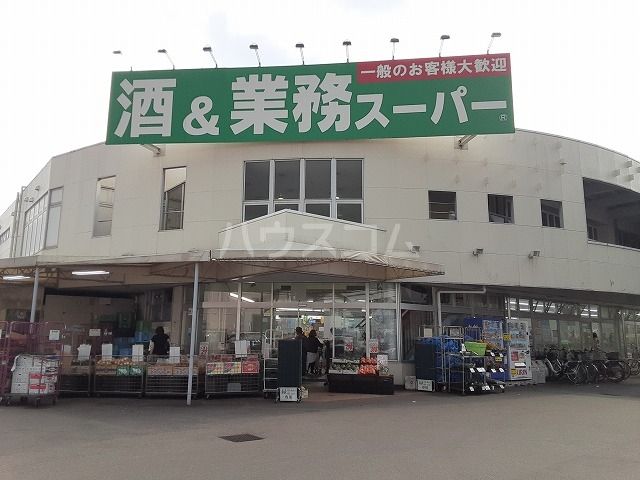 一般のお客様大歓迎
酒&業務スーパー
ハウスコム